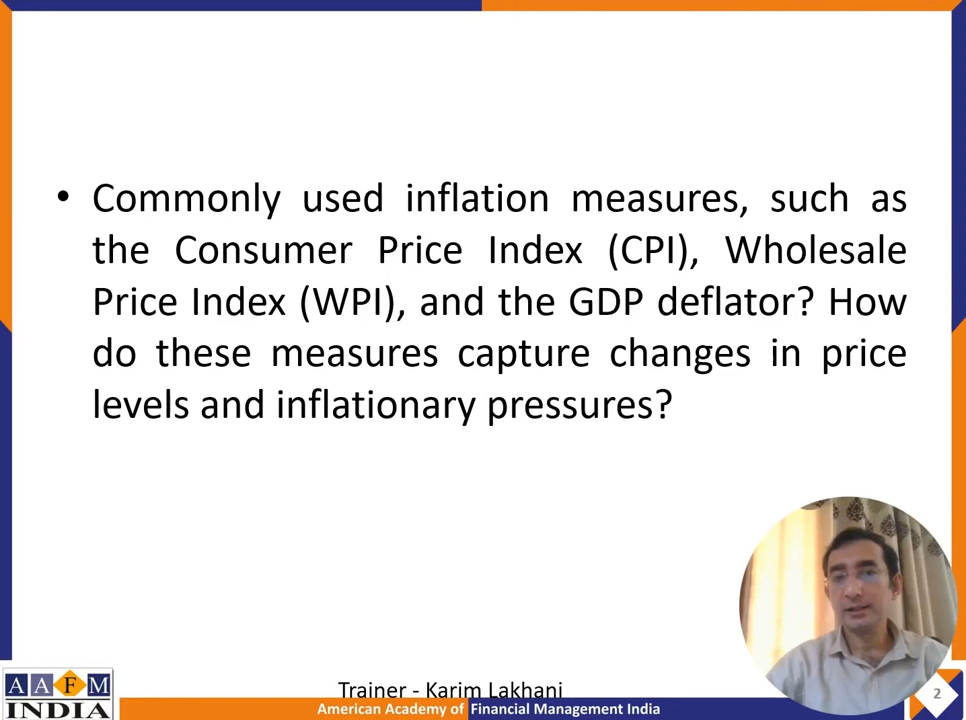 • Commonly used inflation measures, such as
the Consumer Price Index (CPI), Wholesale
Price Index (WPI), and the GDP deflator? How
do these measures capture changes in price
levels and inflationary pressures?
AAFM
INDIA
Trainer - Karim Lakhani
American Academy of Financial Management India
2